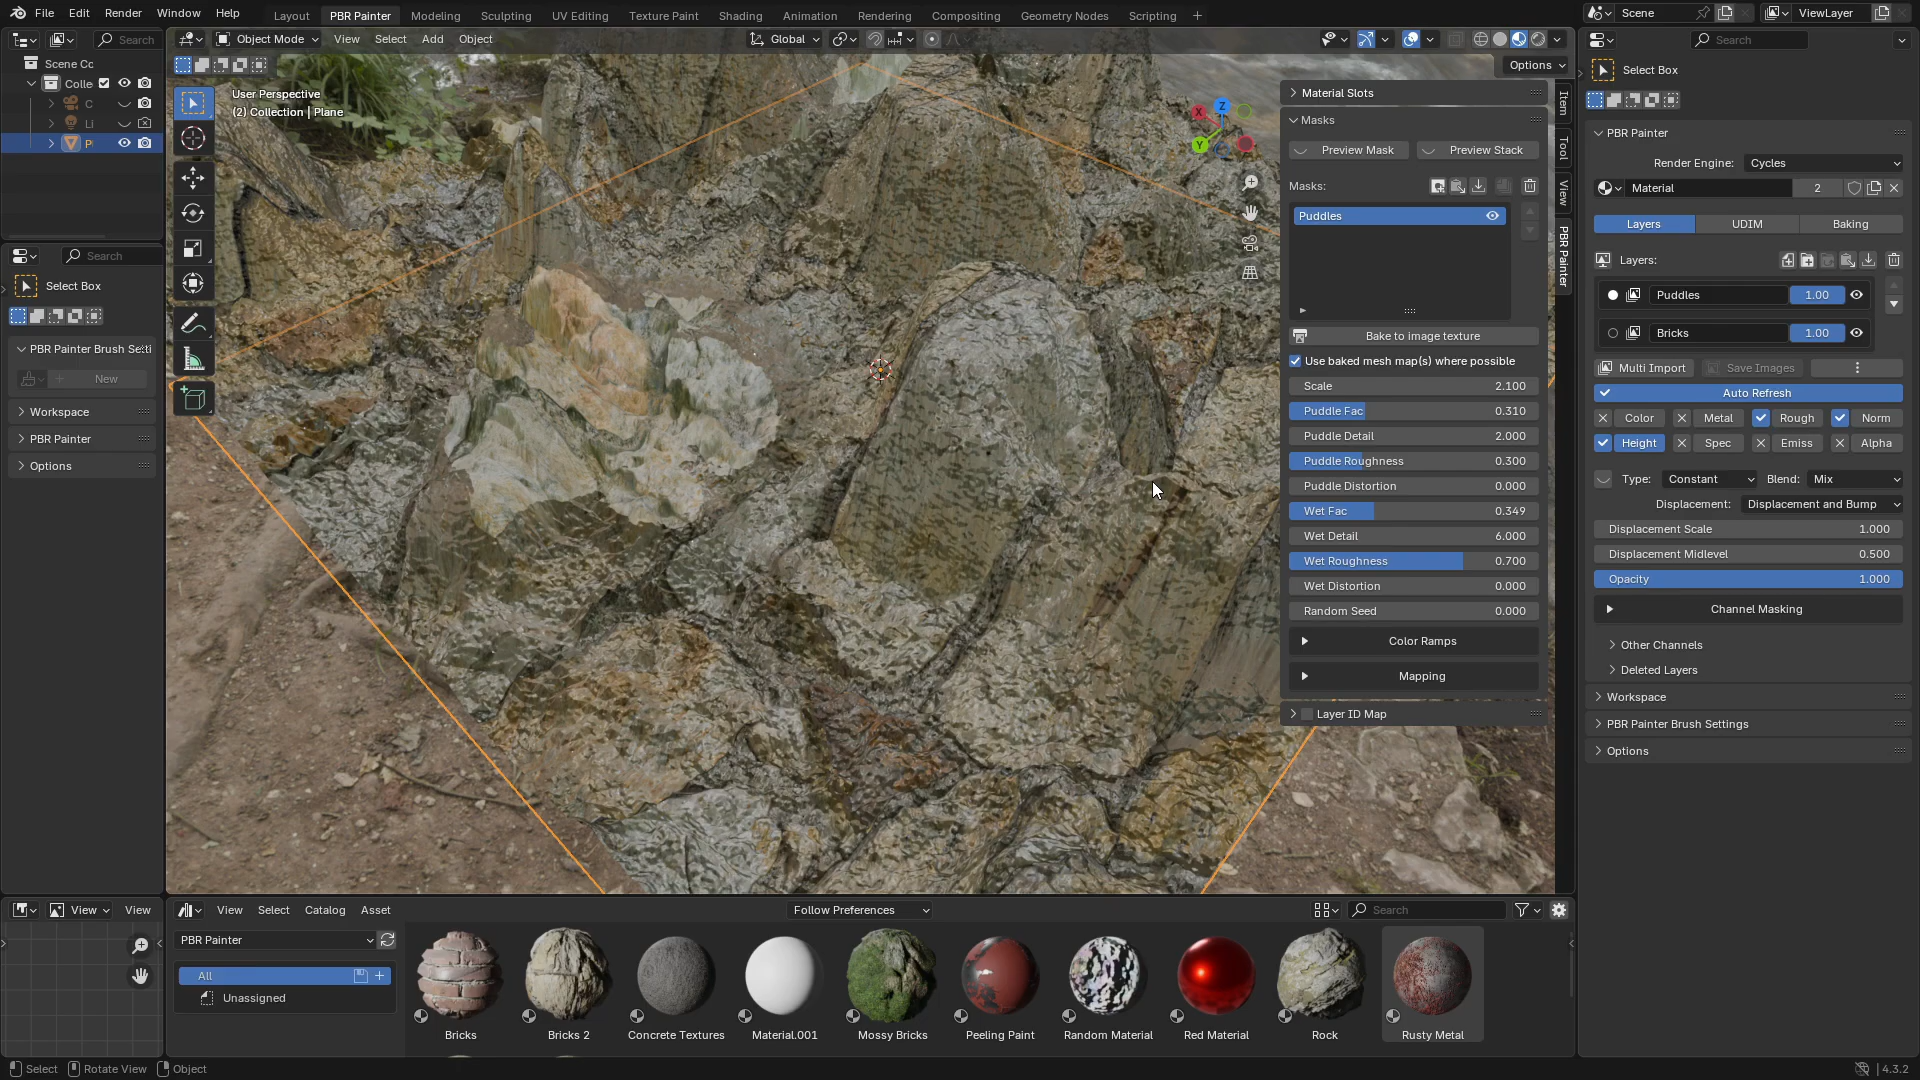 File Edit Render Window Help
Layout PBR Painter Modeling Sculpting UV Editing Texture Paint Shading Animation Rendering Compositing Geometry Nodes Scripting +
Scene
ViewLayer
Search
Scene Cc
Colle
C
Li
P
Search
Select Box
PBR Painter Brush Setti
New
Workspace
PBR Painter
Options
Object Mode View Select Add Object
Global
Options
User Perspective
(2) Collection | Plane
X Y Z
Material Slots
Masks
Preview Mask Preview Stack
Masks:
Puddles
Bake to image texture
Use baked mesh map(s) where possible
Scale 2.100
Puddle Fac 0.310
Puddle Detail 2.000
Puddle Roughness 0.300
Puddle Distortion 0.000
Wet Fac 0.349
Wet Detail 6.000
Wet Roughness 0.700
Wet Distortion 0.000
Random Seed 0.000
Color Ramps
Mapping
Layer ID Map
Item
Tool
View
PBR Painter
Search
Select Box
PBR Painter
Render Engine: Cycles
Material 2
Layers UDIM Baking
Layers:
Puddles 1.00
Bricks 1.00
Multi Import Save Images
Auto Refresh
Color Metal Rough Norm
Height Spec Emiss Alpha
Type: Constant Blend: Mix
Displacement: Displacement and Bump
Displacement Scale 1.000
Displacement Midlevel 0.500
Opacity 1.000
Channel Masking
Other Channels
Deleted Layers
Workspace
PBR Painter Brush Settings
Options
View View
View Select Catalog Asset
Follow Preferences
Search
PBR Painter
All
Unassigned
Bricks Bricks 2 Concrete Textures Material.001 Mossy Bricks Peeling Paint Random Material Red Material Rock Rusty Metal
Select Rotate View Object
4.3.2